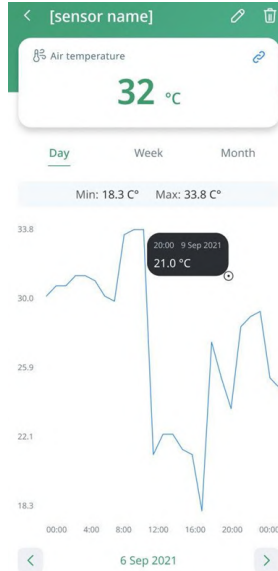 [sensor name]
Air temperature
32 °C
Day Week Month
Min: 18.3 C° Max: 33.8 C°
33.8
20:00 9 Sep 2021
21.0 °C
30.0
25.9
22.1
18.3
00:00 4:00 8:00 12:00 16:00 20:00 00:00
6 Sep 2021